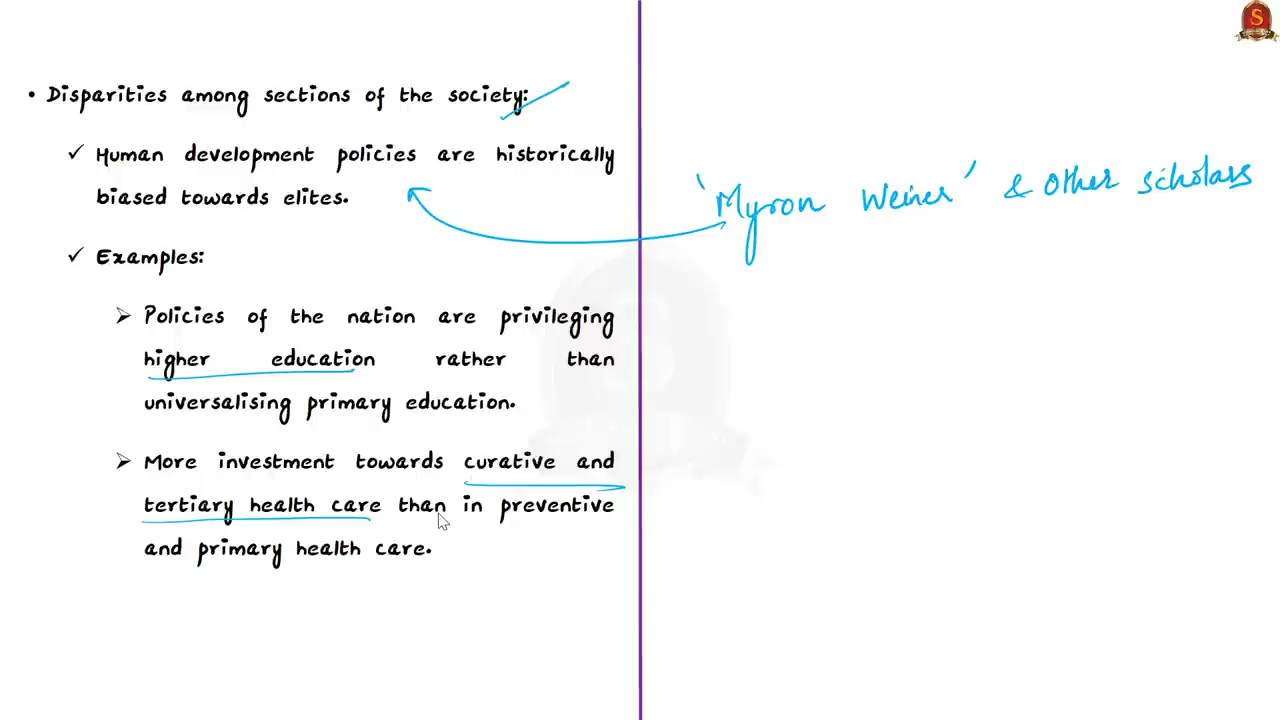 • Disparities among sections of the society:
✓ Human development policies are historically
biased towards elites.
✓ Examples:
➢ Policies of the nation are privileging
higher education rather than
universalising primary education.
➢ More investment towards curative and
tertiary health care than in preventive
and primary health care.
'Myron Weiner' & Other scholars
S